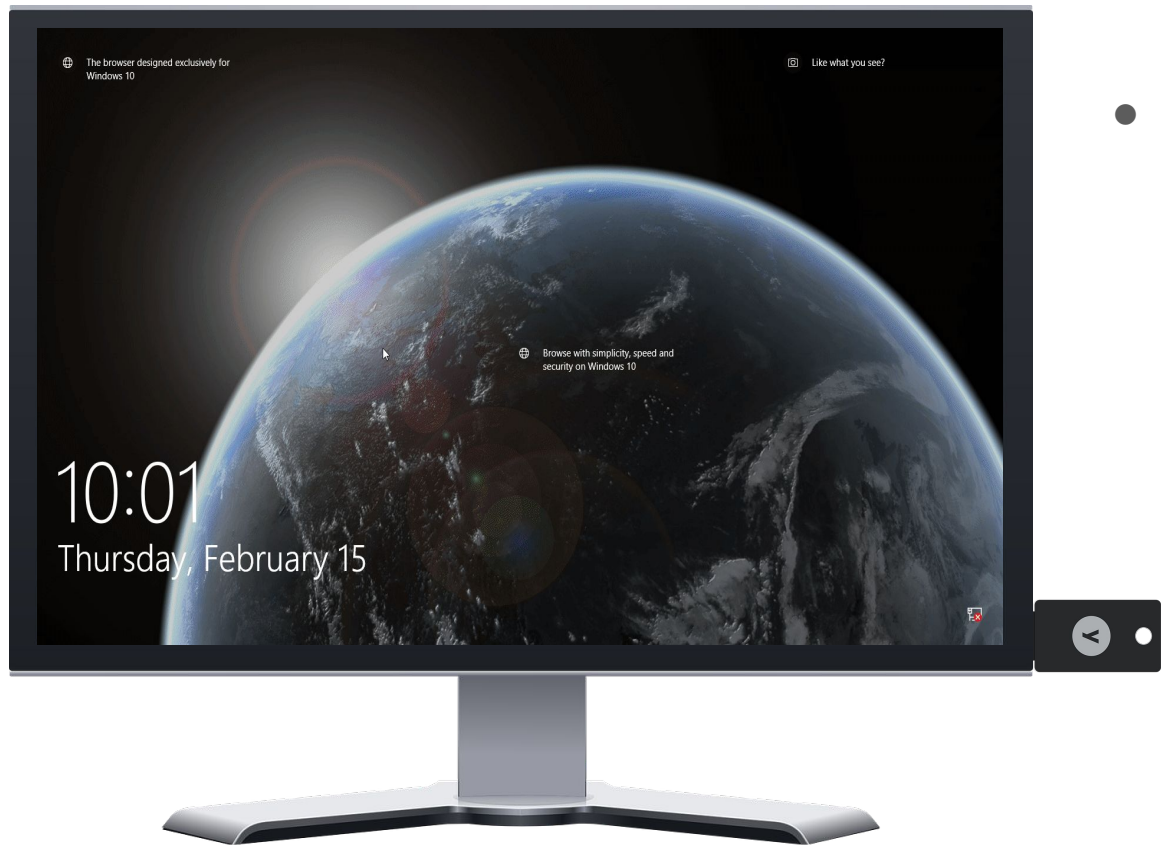 The browser designed exclusively for
Windows 10
Like what you see?
Browse with simplicity, speed and
security on Windows 10
10:01
Thursday, February 15
Y